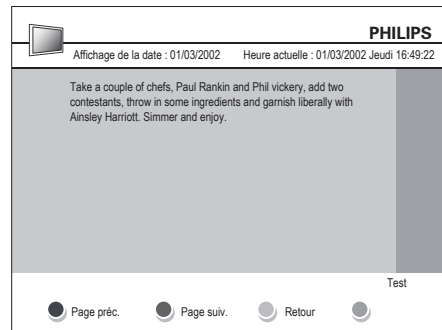 PHILIPS
Affichage de la date : 01/03/2002 Heure actuelle : 01/03/2002 Jeudi 16:49:22
Take a couple of chefs, Paul Rankin and Phil vickery, add two
contestants, throw in some ingredients and garnish liberally with
Ainsley Harriott. Simmer and enjoy.
Test
Page préc. Page suiv. Retour